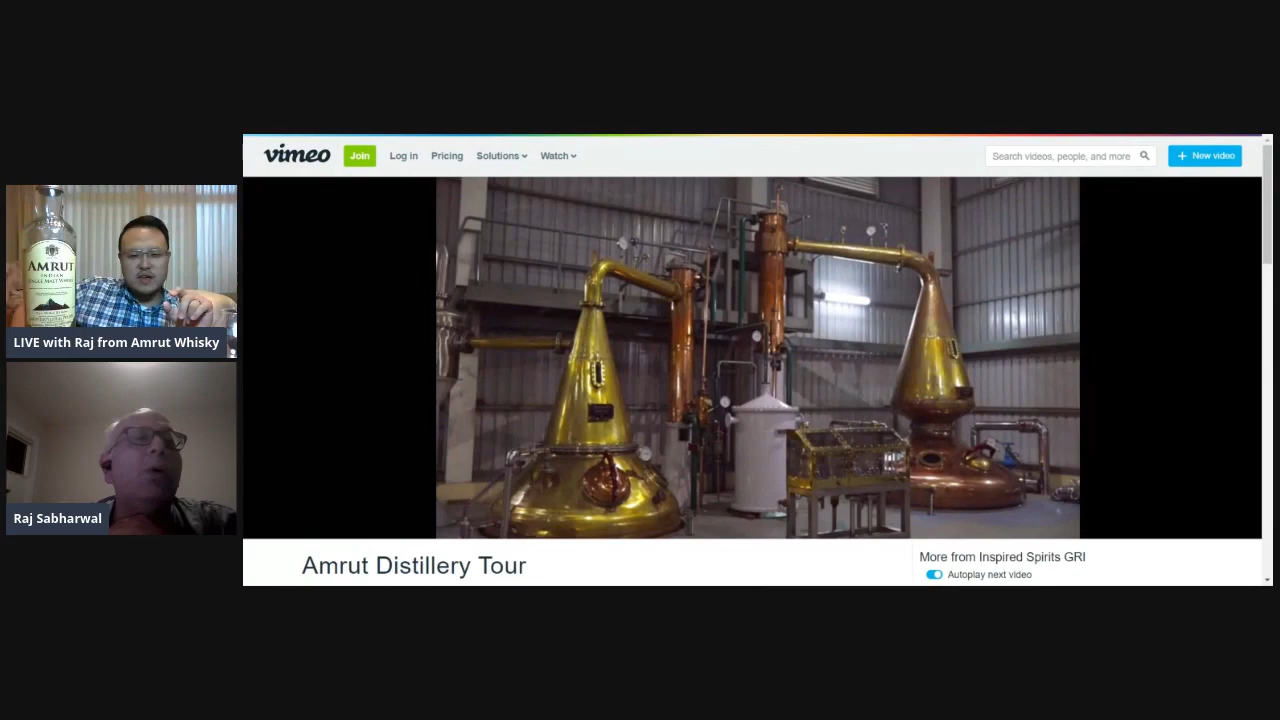 vimeo
Join
Log in
Pricing
Solutions
Watch
Search videos, people, and more
+ New video
AMRUT
INDIAN
SINGLE MALT WHISKY
LIVE with Raj from Amrut Whisky
Raj Sabharwal
Amrut Distillery Tour
More from Inspired Spirits GRI
Autoplay next video